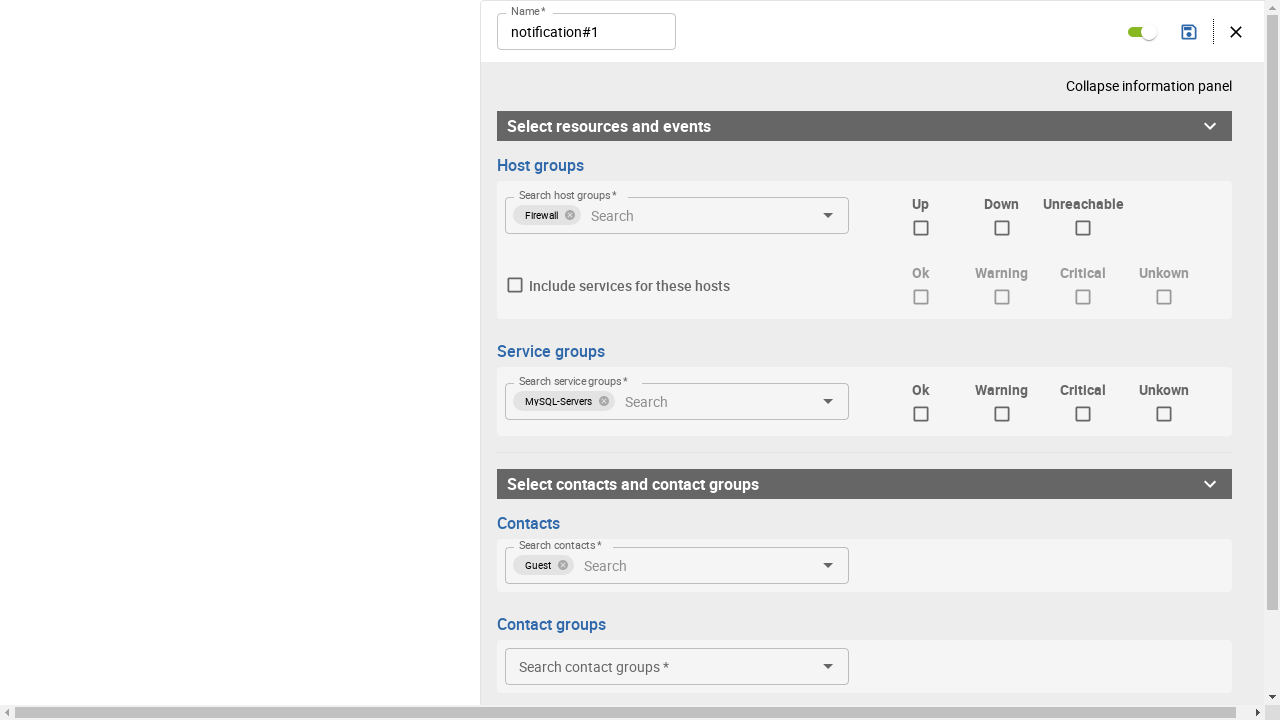 Name *
notification#1
Collapse information panel
Select resources and events
Host groups
Search host groups *
Firewall
Search
Up Down Unreachable
Include services for these hosts
Ok Warning Critical Unkown
Service groups
Search service groups *
MySQL-Servers
Search
Ok Warning Critical Unkown
Select contacts and contact groups
Contacts
Search contacts *
Guest
Search
Contact groups
Search contact groups *